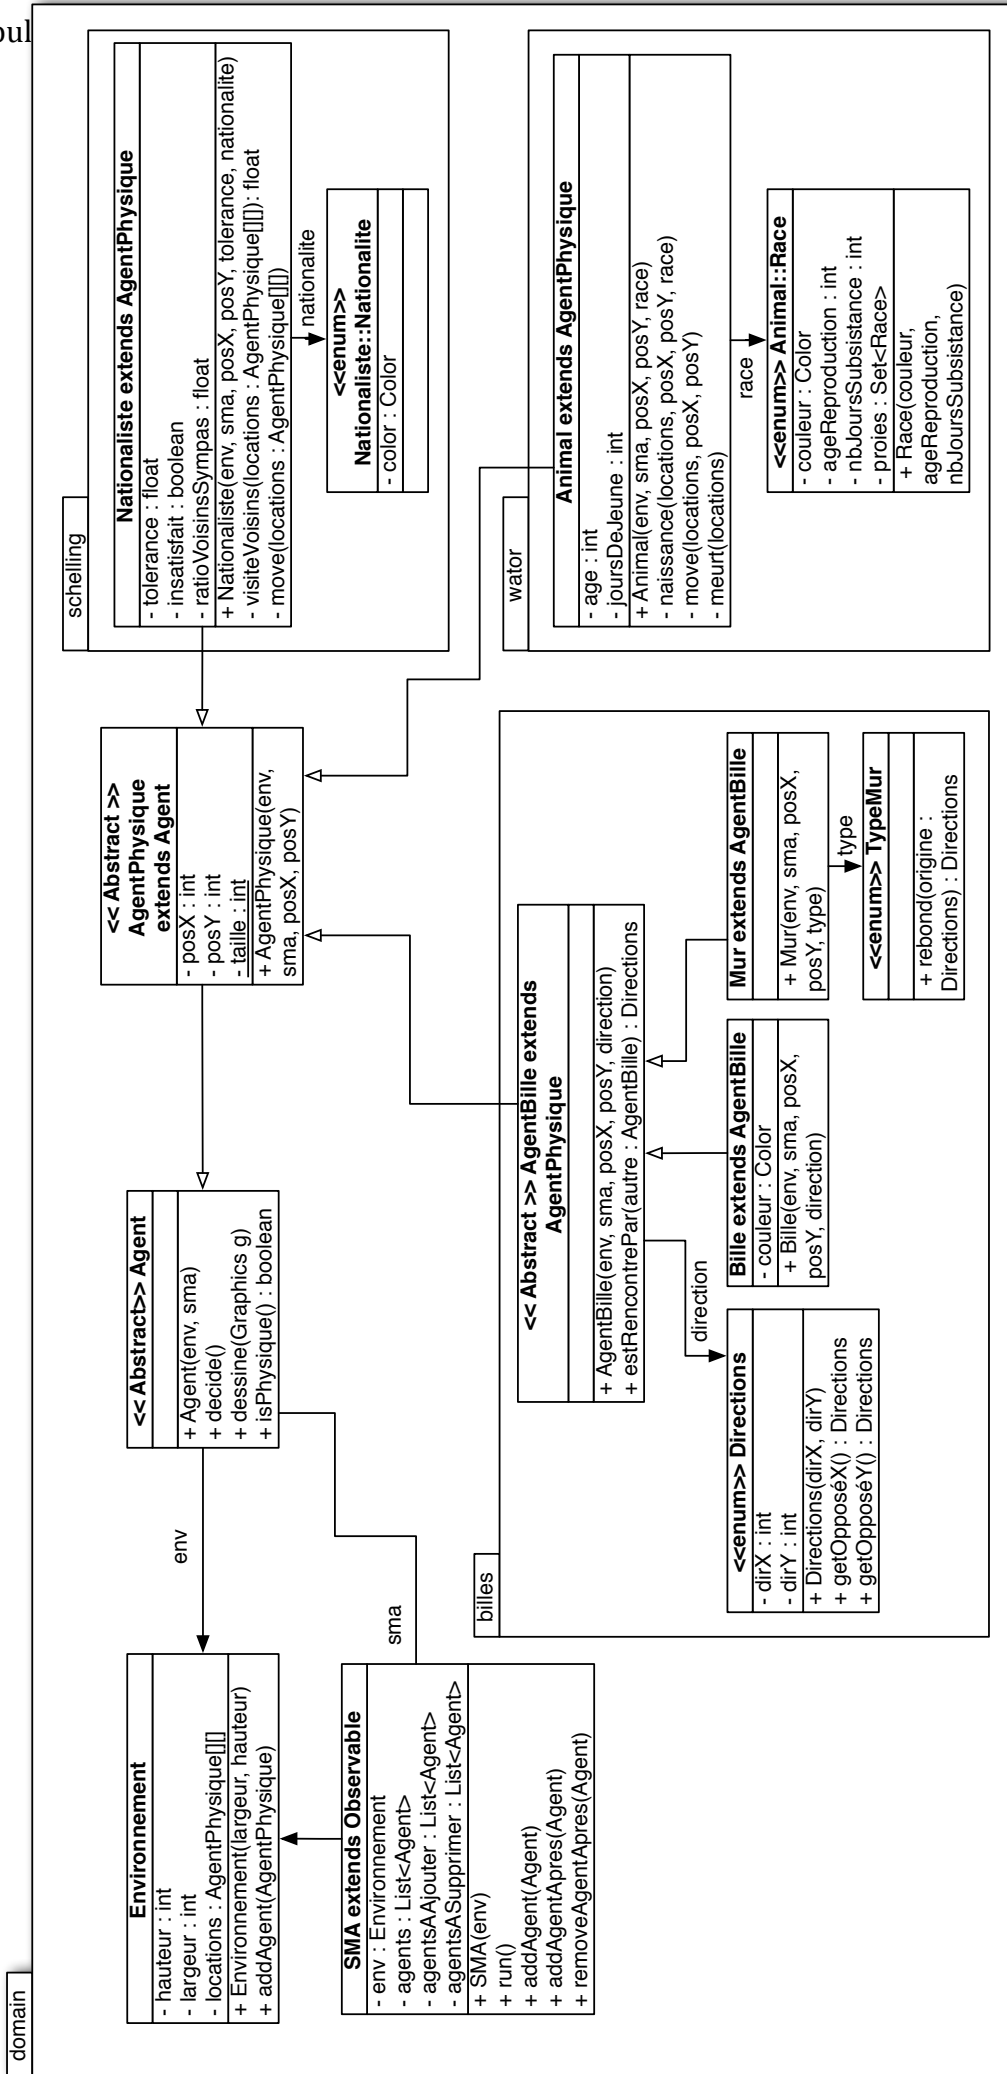 pul
domain
Environnement
- hauteur : int
- largeur : int
- locations : AgentPhysique[][]
+ Environnement(largeur, hauteur)
+ addAgent(AgentPhysique)
env
<< Abstract>> Agent
+ Agent(env, sma)
+ decide()
+ dessine(Graphics g)
+ isPhysique() : boolean
<< Abstract >>
AgentPhysique
extends Agent
- posX : int
- posY : int
- taille : int
+ AgentPhysique(env,
sma, posX, posY)
schelling
Nationaliste extends AgentPhysique
- tolerance : float
- insatisfait : boolean
- ratioVoisinsSympas : float
+ Nationaliste(env, sma, posX, posY, tolerance, nationalite)
- visiteVoisins(locations : AgentPhysique[][]): float
- move(locations : AgentPhysique[][])
nationalite
<<enum>>
Nationaliste::Nationalite
- color : Color
SMA extends Observable
- env : Environnement
- agents : List<Agent>
- agentsAAjouter : List<Agent>
- agentsASupprimer : List<Agent>
+ SMA(env)
+ run()
+ addAgent(Agent)
+ addAgentApres(Agent)
+ removeAgentApres(Agent)
sma
billes
<< Abstract >> AgentBille extends
AgentPhysique
+ AgentBille(env, sma, posX, posY, direction)
+ estRencontrePar(autre : AgentBille) : Directions
direction
<<enum>> Directions
- dirX : int
- dirY : int
+ Directions(dirX, dirY)
+ getOpposéX() : Directions
+ getOpposéY() : Directions
Bille extends AgentBille
- couleur : Color
+ Bille(env, sma, posX,
posY, direction)
Mur extends AgentBille
+ Mur(env, sma, posX,
posY, type)
type
<<enum>> TypeMur
+ rebond(origine :
Directions) : Directions
wator
Animal extends AgentPhysique
- age : int
- joursDeJeune : int
+ Animal(env, sma, posX, posY, race)
- naissance(locations, posX, posY, race)
- move(locations, posX, posY)
- meurt(locations)
race
<<enum>> Animal::Race
- couleur : Color
- ageReproduction : int
- nbJoursSubsistance : int
- proies : Set<Race>
+ Race(couleur,
ageReproduction,
nbJoursSubsistance)